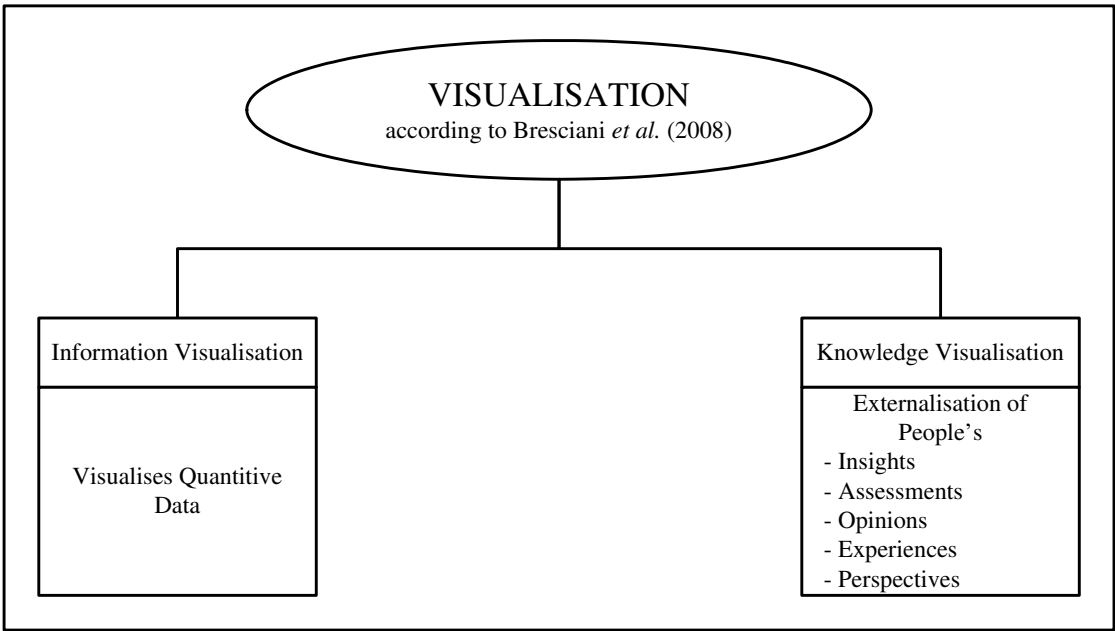 VISUALISATION
according to Bresciani et al. (2008)
Information Visualisation
Visualises Quantitive
Data
Knowledge Visualisation
Externalisation of
People's
- Insights
- Assessments
- Opinions
- Experiences
- Perspectives